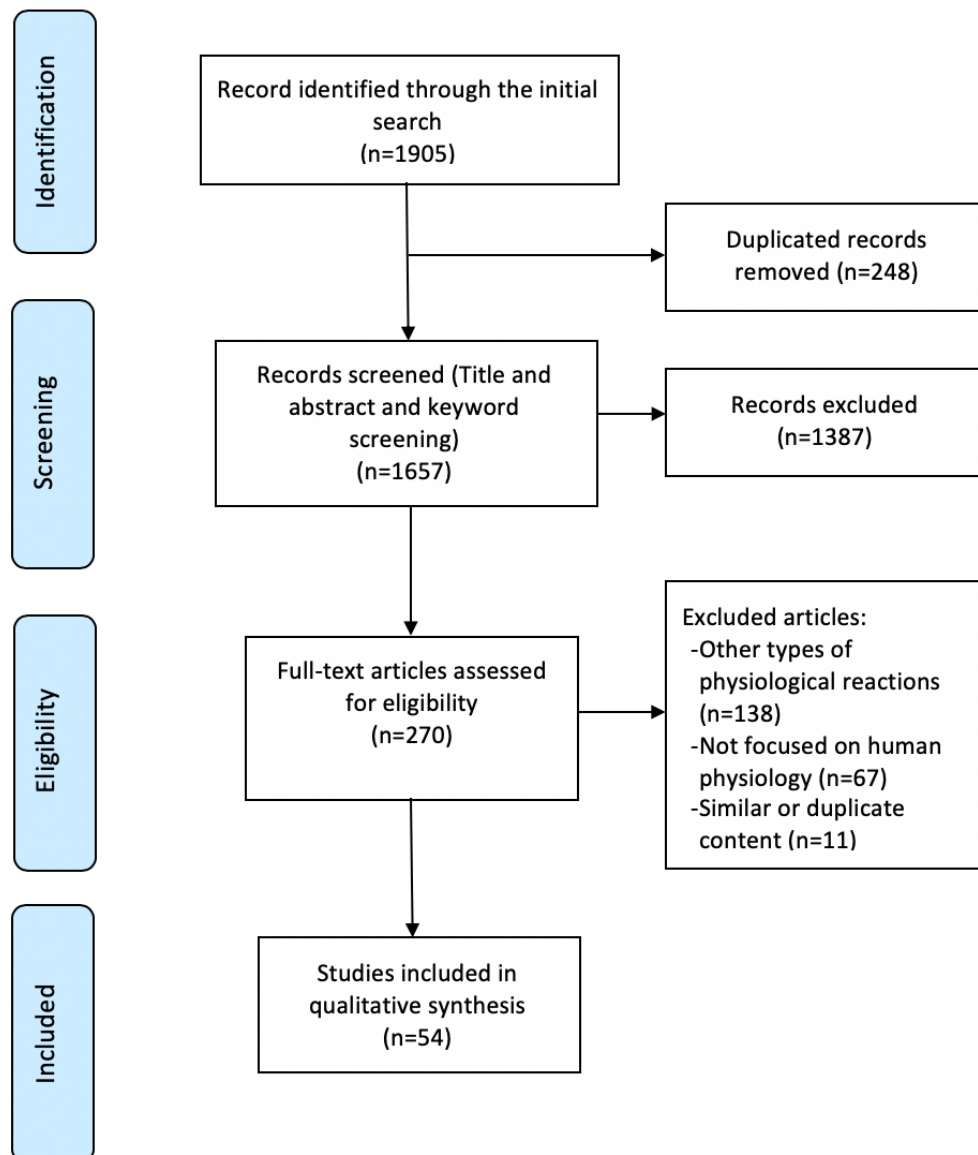 Identification
Record identified through the initial
search
(n=1905)
Duplicated records
removed (n=248)
Screening
Records screened (Title and
abstract and keyword
screening)
(n=1657)
Records excluded
(n=1387)
Eligibility
Full-text articles assessed
for eligibility
(n=270)
Excluded articles:
-Other types of
physiological reactions
(n=138)
-Not focused on human
physiology (n=67)
-Similar or duplicate
content (n=11)
Included
Studies included in
qualitative synthesis
(n=54)